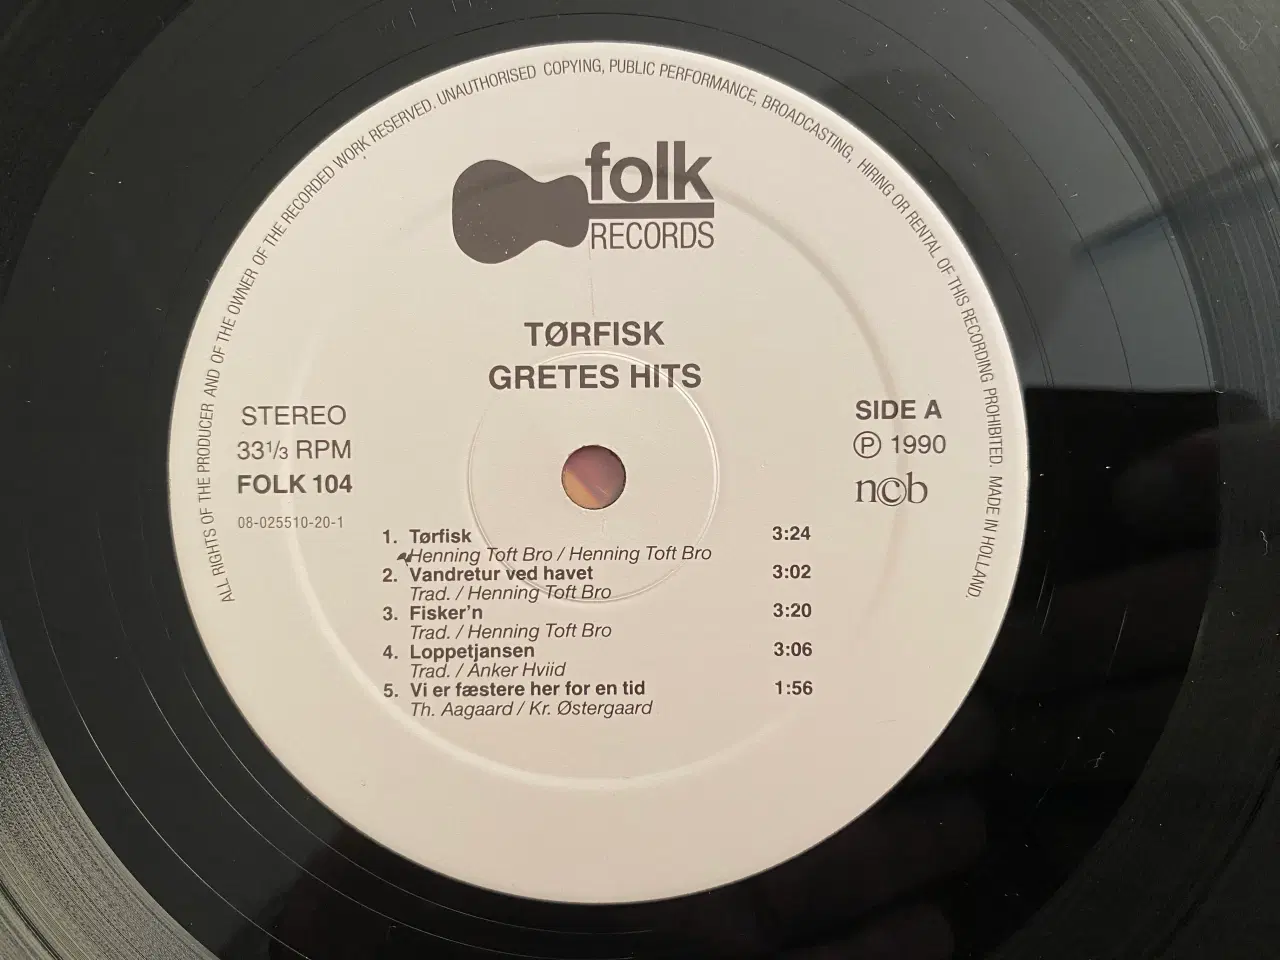 ALL RIGHTS OF THE PRODUCER AND OF THE OWNER OF THE RECORDED WORK RESERVED. UNAUTHORISED COPYING, PUBLIC PERFORMANCE, BROADCASTING, HIRING OR RENTAL OF THIS RECORDING PROHIBITED. MADE IN HOLLAND.
folk
RECORDS
TØRFISK
GRETES HITS
STEREO
33 1/3 RPM
FOLK 104
08-025510-20-1
SIDE A
Ⓟ 1990
n©b
1. Tørfisk 3:24
Henning Toft Bro / Henning Toft Bro
2. Vandretur ved havet 3:02
Trad. / Henning Toft Bro
3. Fisker'n 3:20
Trad. / Henning Toft Bro
4. Loppetjansen 3:06
Trad. / Anker Hviid
5. Vi er fæstere her for en tid 1:56
Th. Aagaard / Kr. Østergaard